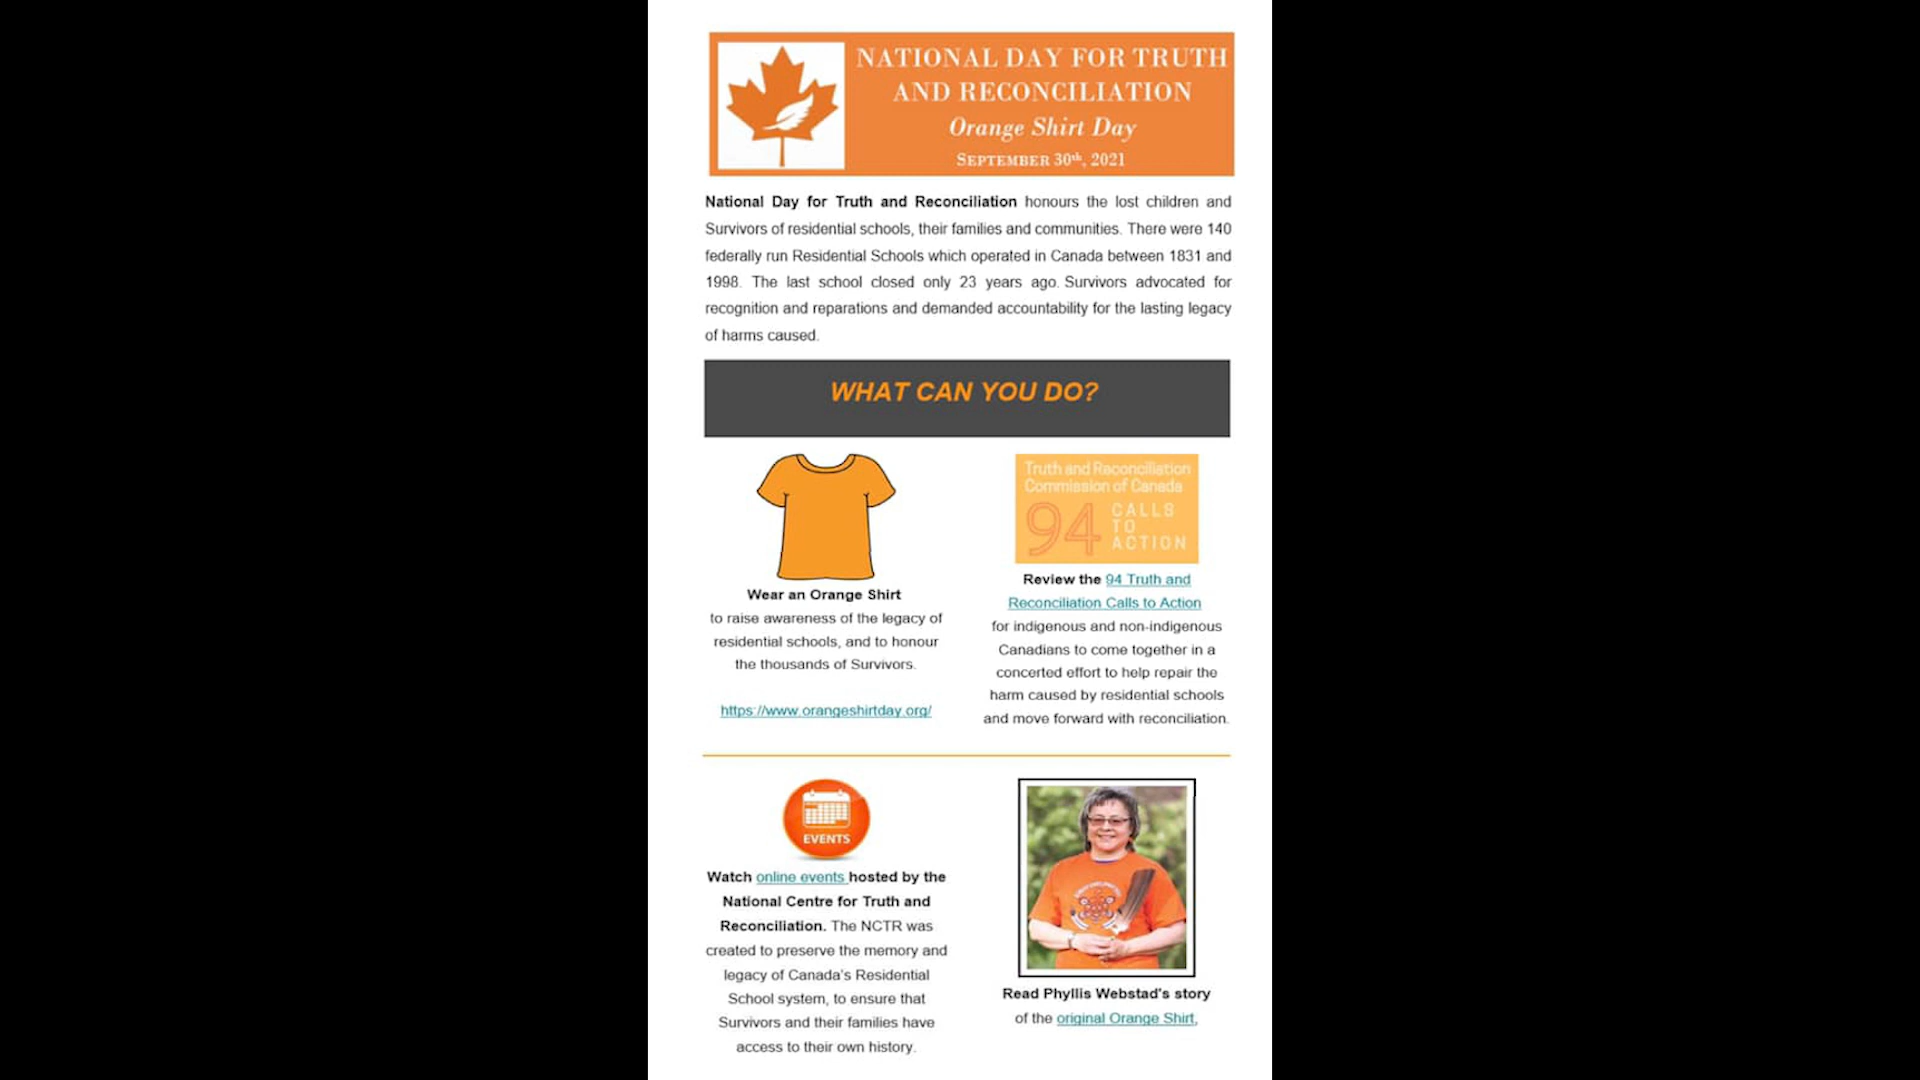 NATIONAL DAY FOR TRUTH
AND RECONCILIATION
Orange Shirt Day
SEPTEMBER 30th, 2021
National Day for Truth and Reconciliation honours the lost children and
Survivors of residential schools, their families and communities. There were 140
federally run Residential Schools which operated in Canada between 1831 and
1998. The last school closed only 23 years ago. Survivors advocated for
recognition and reparations and demanded accountability for the lasting legacy
of harms caused.
WHAT CAN YOU DO?
Wear an Orange Shirt
to raise awareness of the legacy of
residential schools, and to honour
the thousands of Survivors.
https://www.orangeshirtday.org/
Truth and Reconciliation
Commission of Canada
94 CALLS
TO
ACTION
Review the 94 Truth and
Reconciliation Calls to Action
for indigenous and non-indigenous
Canadians to come together in a
concerted effort to help repair the
harm caused by residential schools
and move forward with reconciliation.
EVENTS
Watch online events hosted by the
National Centre for Truth and
Reconciliation. The NCTR was
created to preserve the memory and
legacy of Canada's Residential
School system, to ensure that
Survivors and their families have
access to their own history.
Read Phyllis Webstad's story
of the original Orange Shirt,